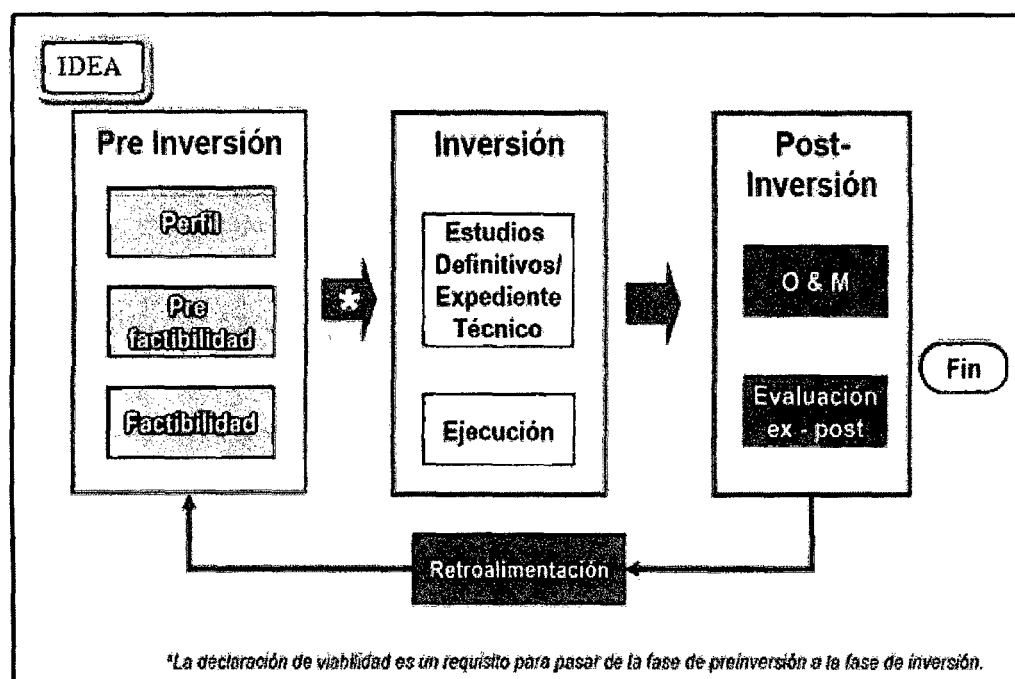 IDEA
Pre Inversión
Perfil
Pre
factibilidad
Factibilidad
*
Inversión
Estudios
Definitivos/
Expediente
Técnico
Ejecución
Post-
Inversión
O & M
Evaluacion
ex - post
Fin
Retroalimentación
*La declaración de viabilidad es un requisito para pasar de la fase de preinversión a la fase de inversión.